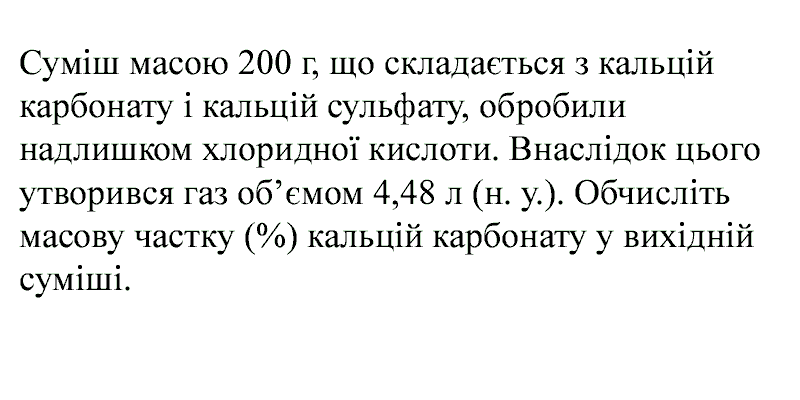 Суміш масою 200 г, що складається з кальцій
карбонату і кальцій сульфату, обробили
надлишком хлоридної кислоти. Внаслідок цього
утворився газ об’ємом 4,48 л (н. у.). Обчисліть
масову частку (%) кальцій карбонату у вихідній
суміші.